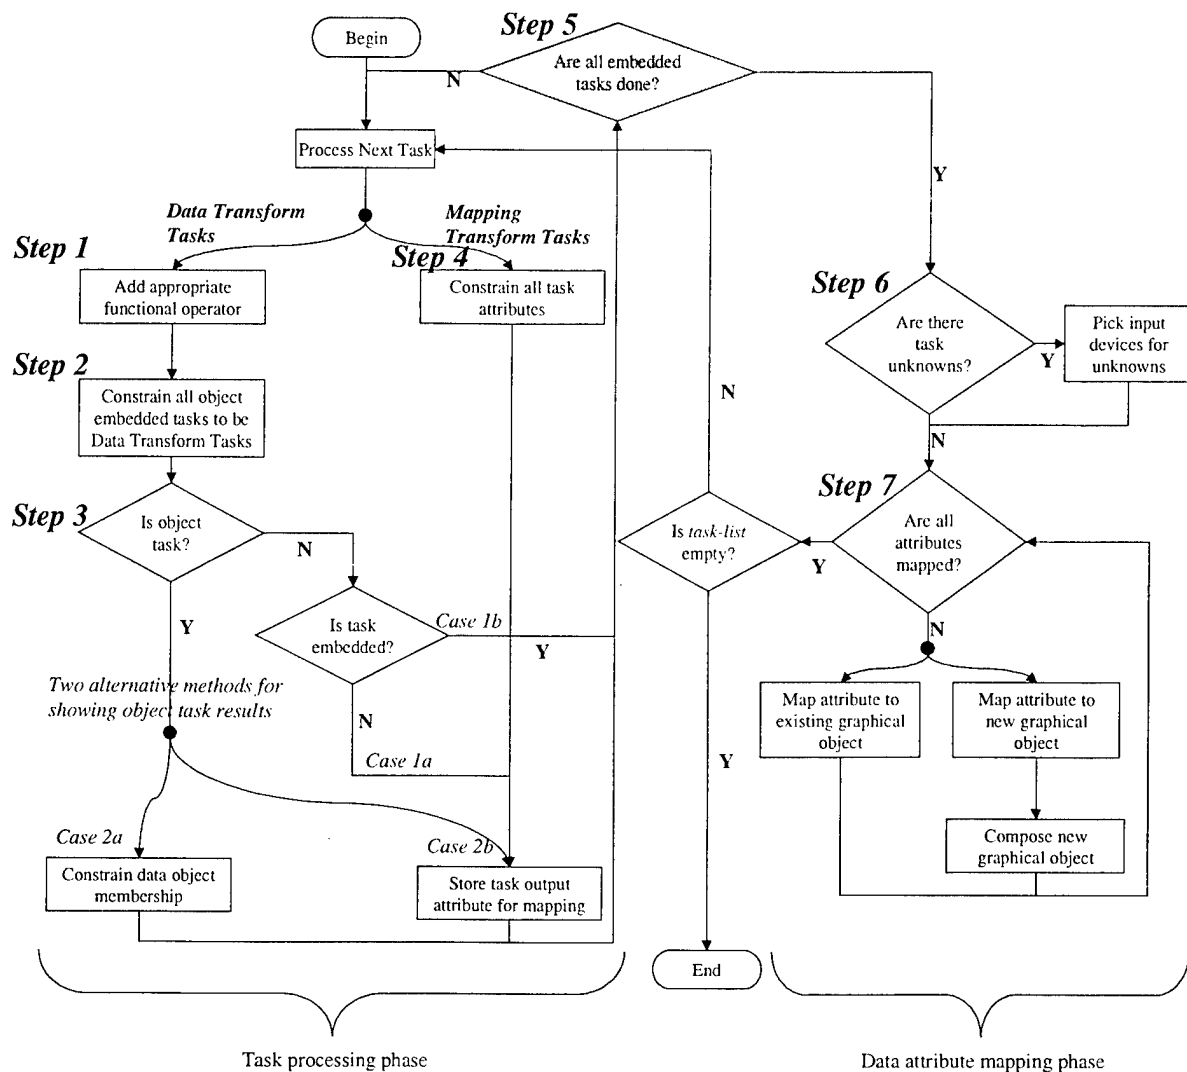 Step 5
Begin
Are all embedded
tasks done?
N
Process Next Task
Y
Data Transform
Tasks
Mapping
Transform Tasks
Step 1
Step 4
Add appropriate
functional operator
Constrain all task
attributes
Step 6
Are there
task
unknowns?
Y
Pick input
devices for
unknowns
Step 2
Constrain all object
embedded tasks to be
Data Transform Tasks
N
N
Step 7
Step 3
Is object
task?
N
Is task-list
empty?
Y
Are all
attributes
mapped?
Y
Is task
embedded?
Case 1b
Y
N
Two alternative methods for
showing object task results
N
Case 1a
Map attribute to
existing graphical
object
Map attribute to
new graphical
object
Y
Case 2a
Case 2b
Compose new
graphical object
Constrain data object
membership
Store task output
attribute for mapping
End
Task processing phase
Data attribute mapping phase